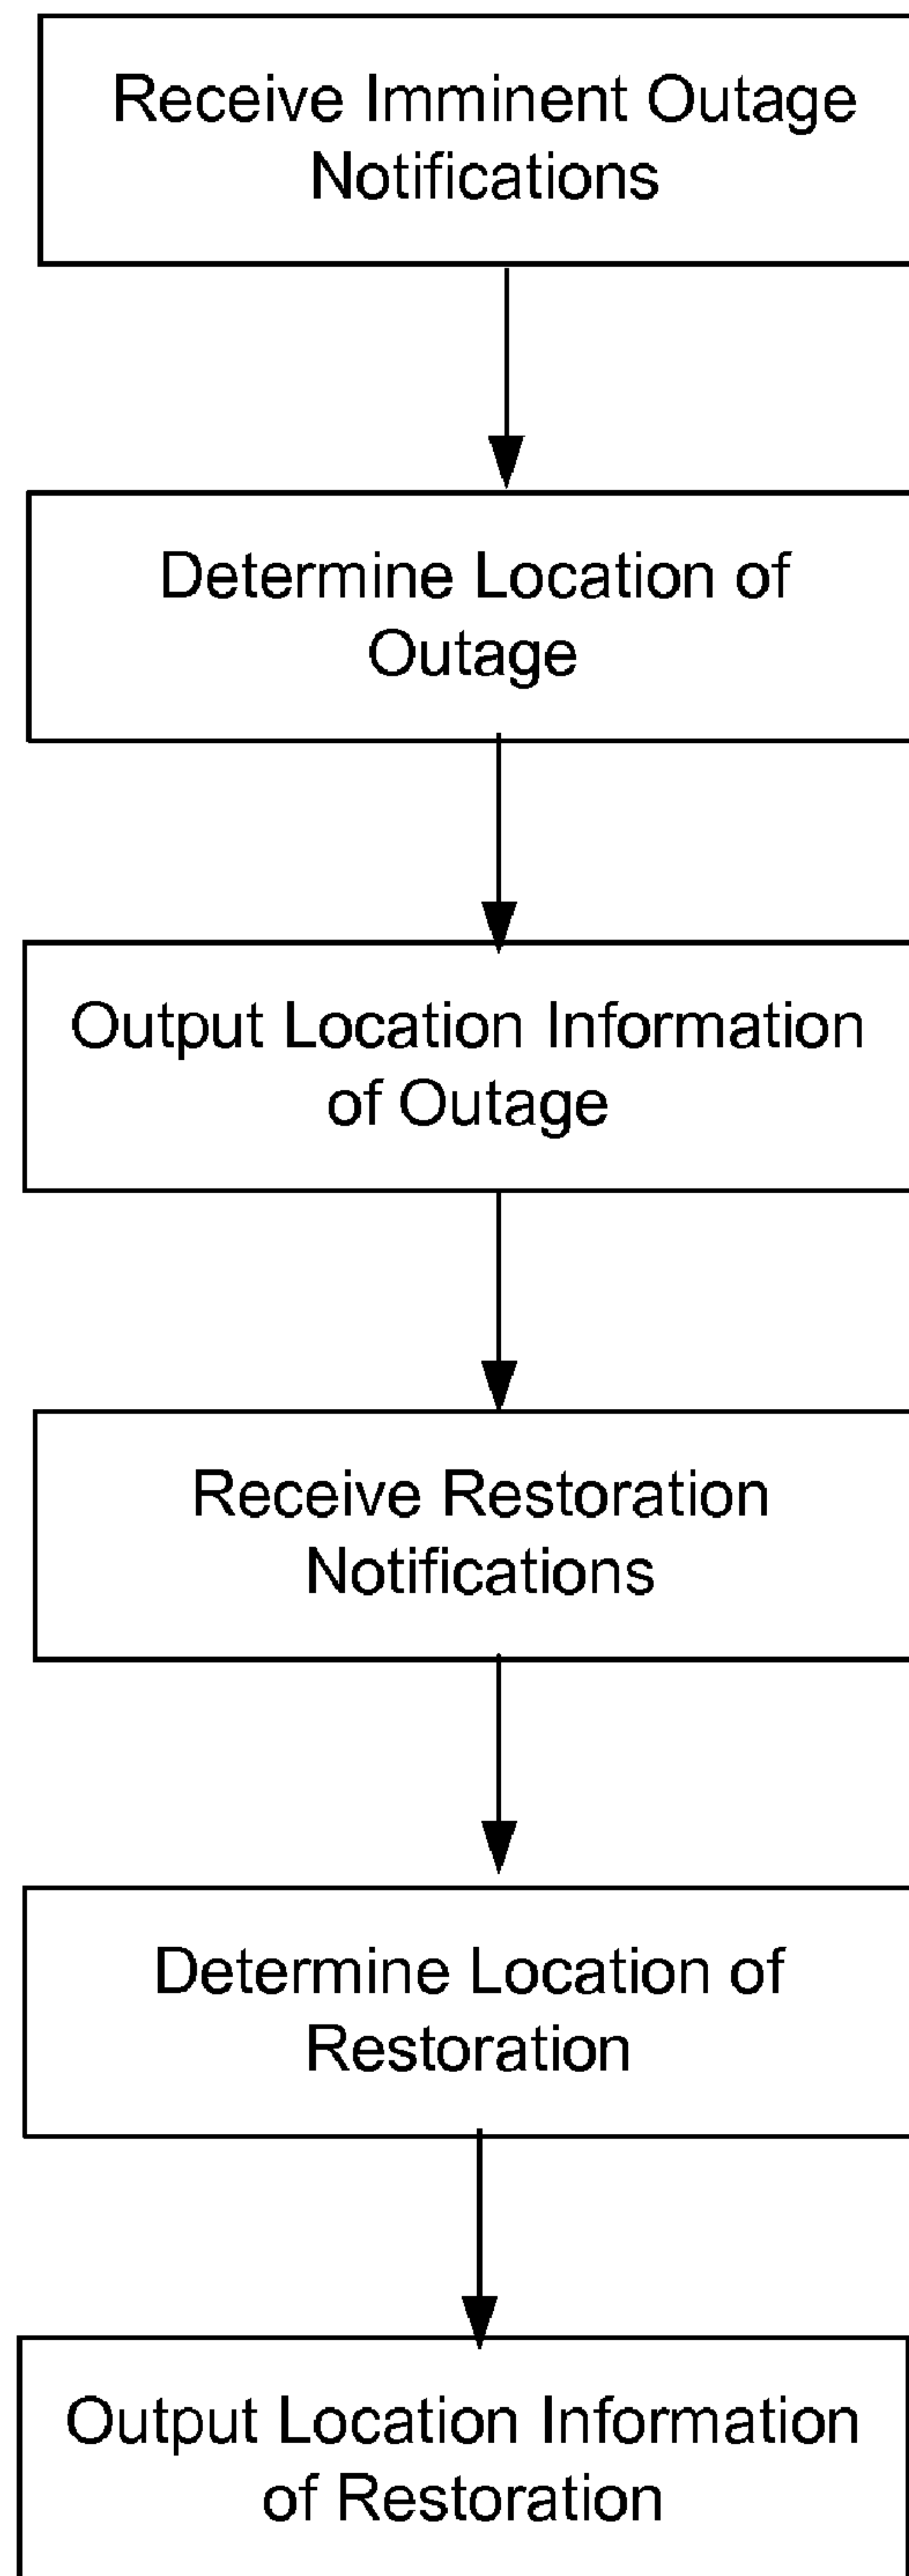 Receive Imminent Outage
Notifications
Determine Location of
Outage
Output Location Information
of Outage
Receive Restoration
Notifications
Determine Location of
Restoration
Output Location Information
of Restoration